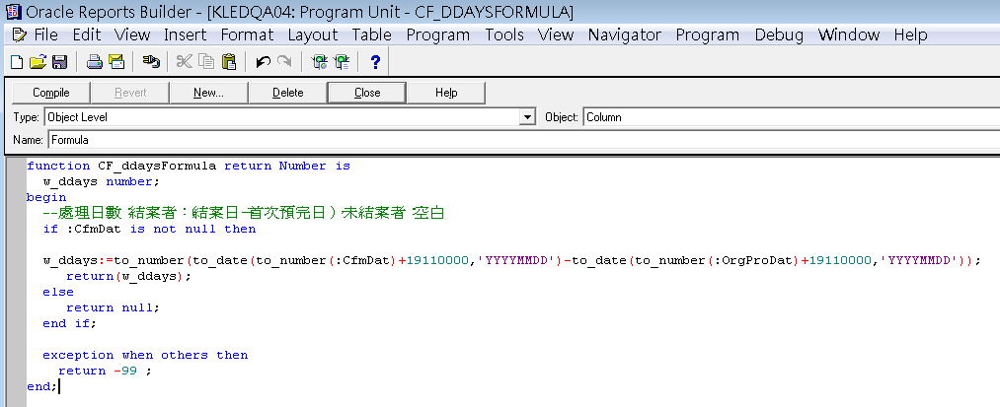 Oracle Reports Builder - [KLEDQA04: Program Unit - CF_DDAYSFORMULA]
File Edit View Insert Format Layout Table Program Tools View Navigator Program Debug Window Help
Compile Revert New... Delete Close Help
Type: Object Level Object: Column
Name: Formula
function CF_ddaysFormula return Number is
w_ddays number;
begin
--處理日數 結案者：結案日-首次預完日）未結案者 空白
if :CfmDat is not null then
w_ddays:=to_number(to_date(to_number(:CfmDat)+19110000,'YYYYMMDD')-to_date(to_number(:OrgProDat)+19110000,'YYYYMMDD'));
return(w_ddays);
else
return null;
end if;
exception when others then
return -99 ;
end;